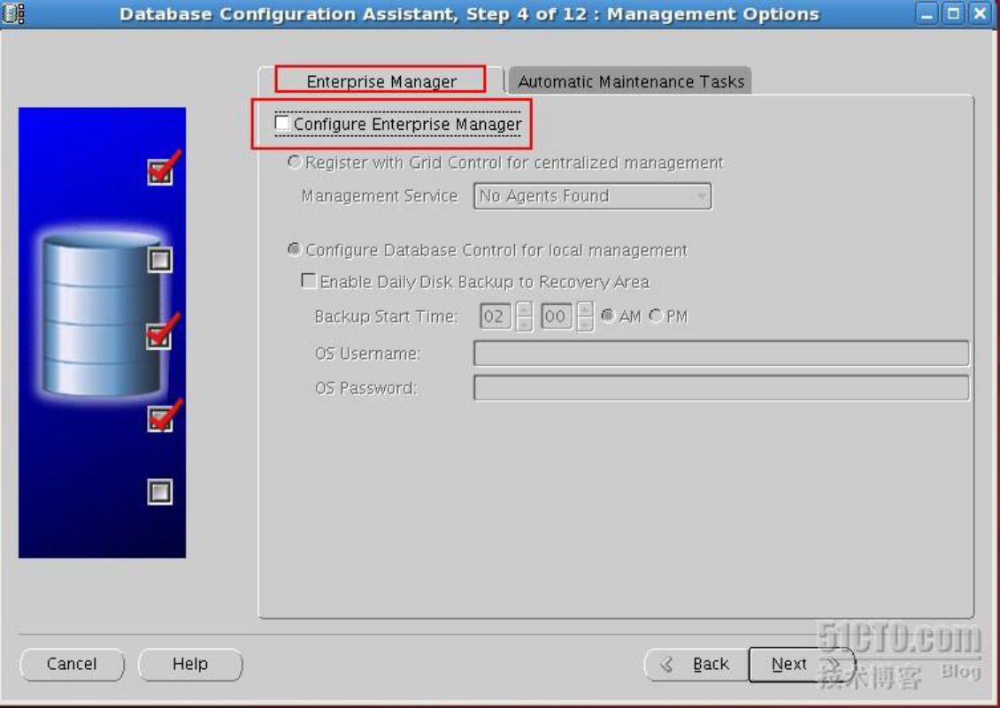 Database Configuration Assistant, Step 4 of 12 : Management Options
Enterprise Manager
Automatic Maintenance Tasks
Configure Enterprise Manager
Register with Grid Control for centralized management
Management Service No Agents Found
Configure Database Control for local management
Enable Daily Disk Backup to Recovery Area
Backup Start Time: 02 00 AM PM
OS Username:
OS Password:
Cancel Help Back Next
51CTO.com
技术博客 Blog